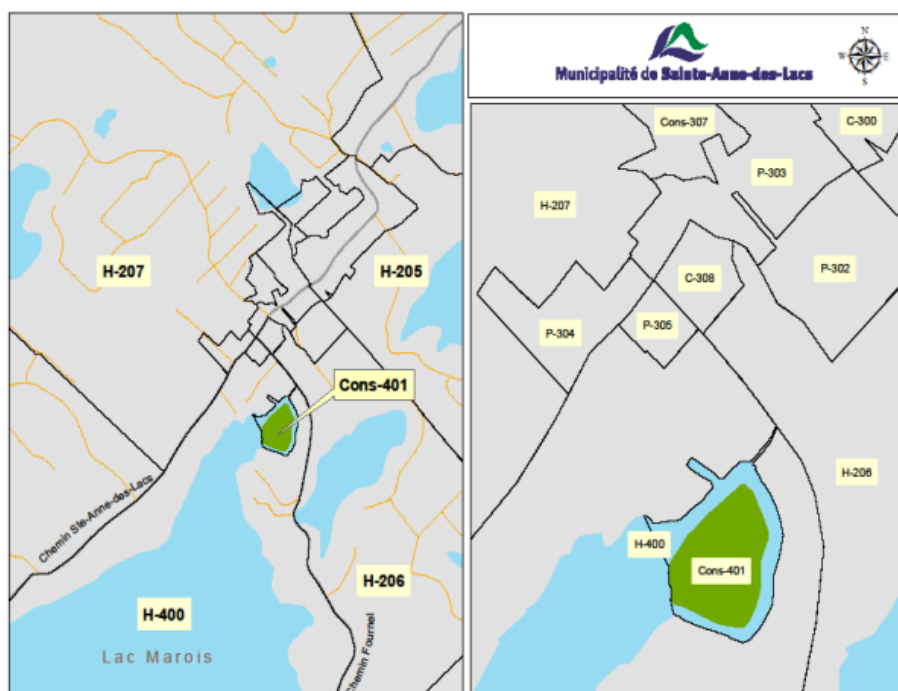 H-207
H-205
Cons-401
Chemin Ste-Anne-des-Lacs
H-206
H-400
Lac Marois
Chemin Fournel
Municipalité de Sainte-Anne-des-Lacs
N
W
E
S
Cons-307
C-300
P-303
H-207
P-302
C-308
P-305
P-304
H-206
H-400
Cons-401